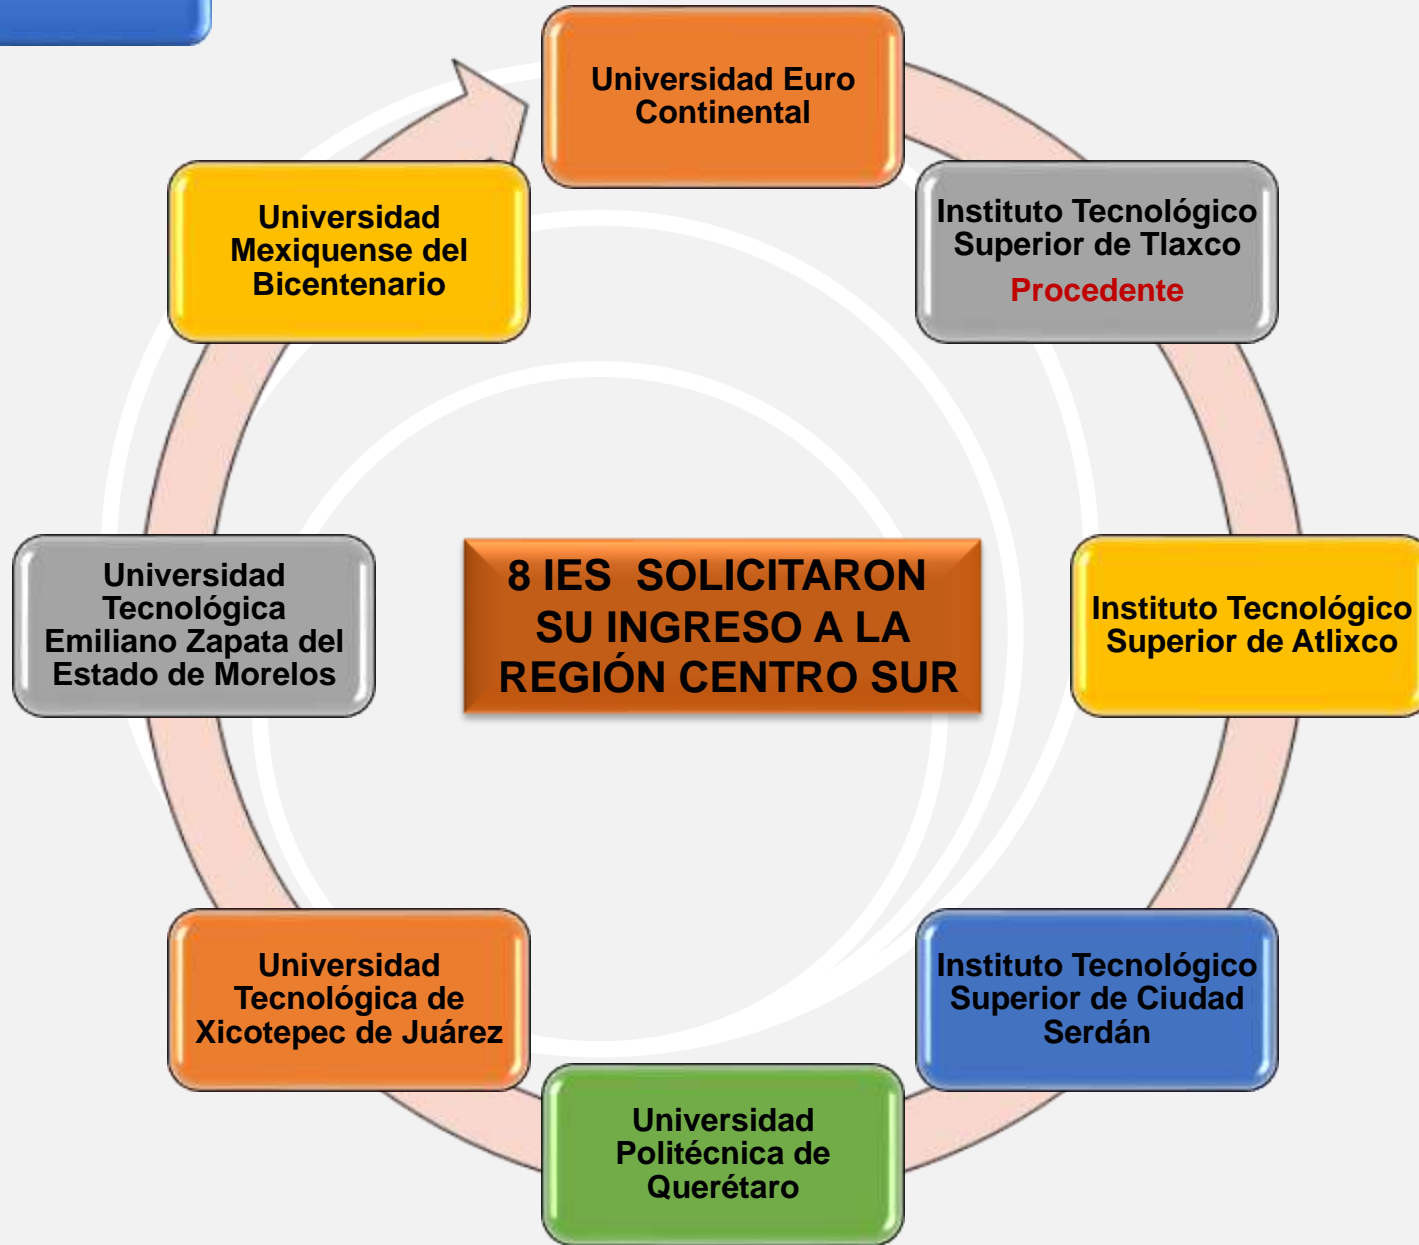 Universidad Euro
Continental
Instituto Tecnológico
Superior de Tlaxco
Procedente
Instituto Tecnológico
Superior de Atlixco
Instituto Tecnológico
Superior de Ciudad
Serdán
Universidad
Politécnica de
Querétaro
Universidad
Tecnológica de
Xicotepec de Juárez
Universidad
Tecnológica
Emiliano Zapata del
Estado de Morelos
Universidad
Mexiquense del
Bicentenario
8 IES SOLICITARON
SU INGRESO A LA
REGIÓN CENTRO SUR